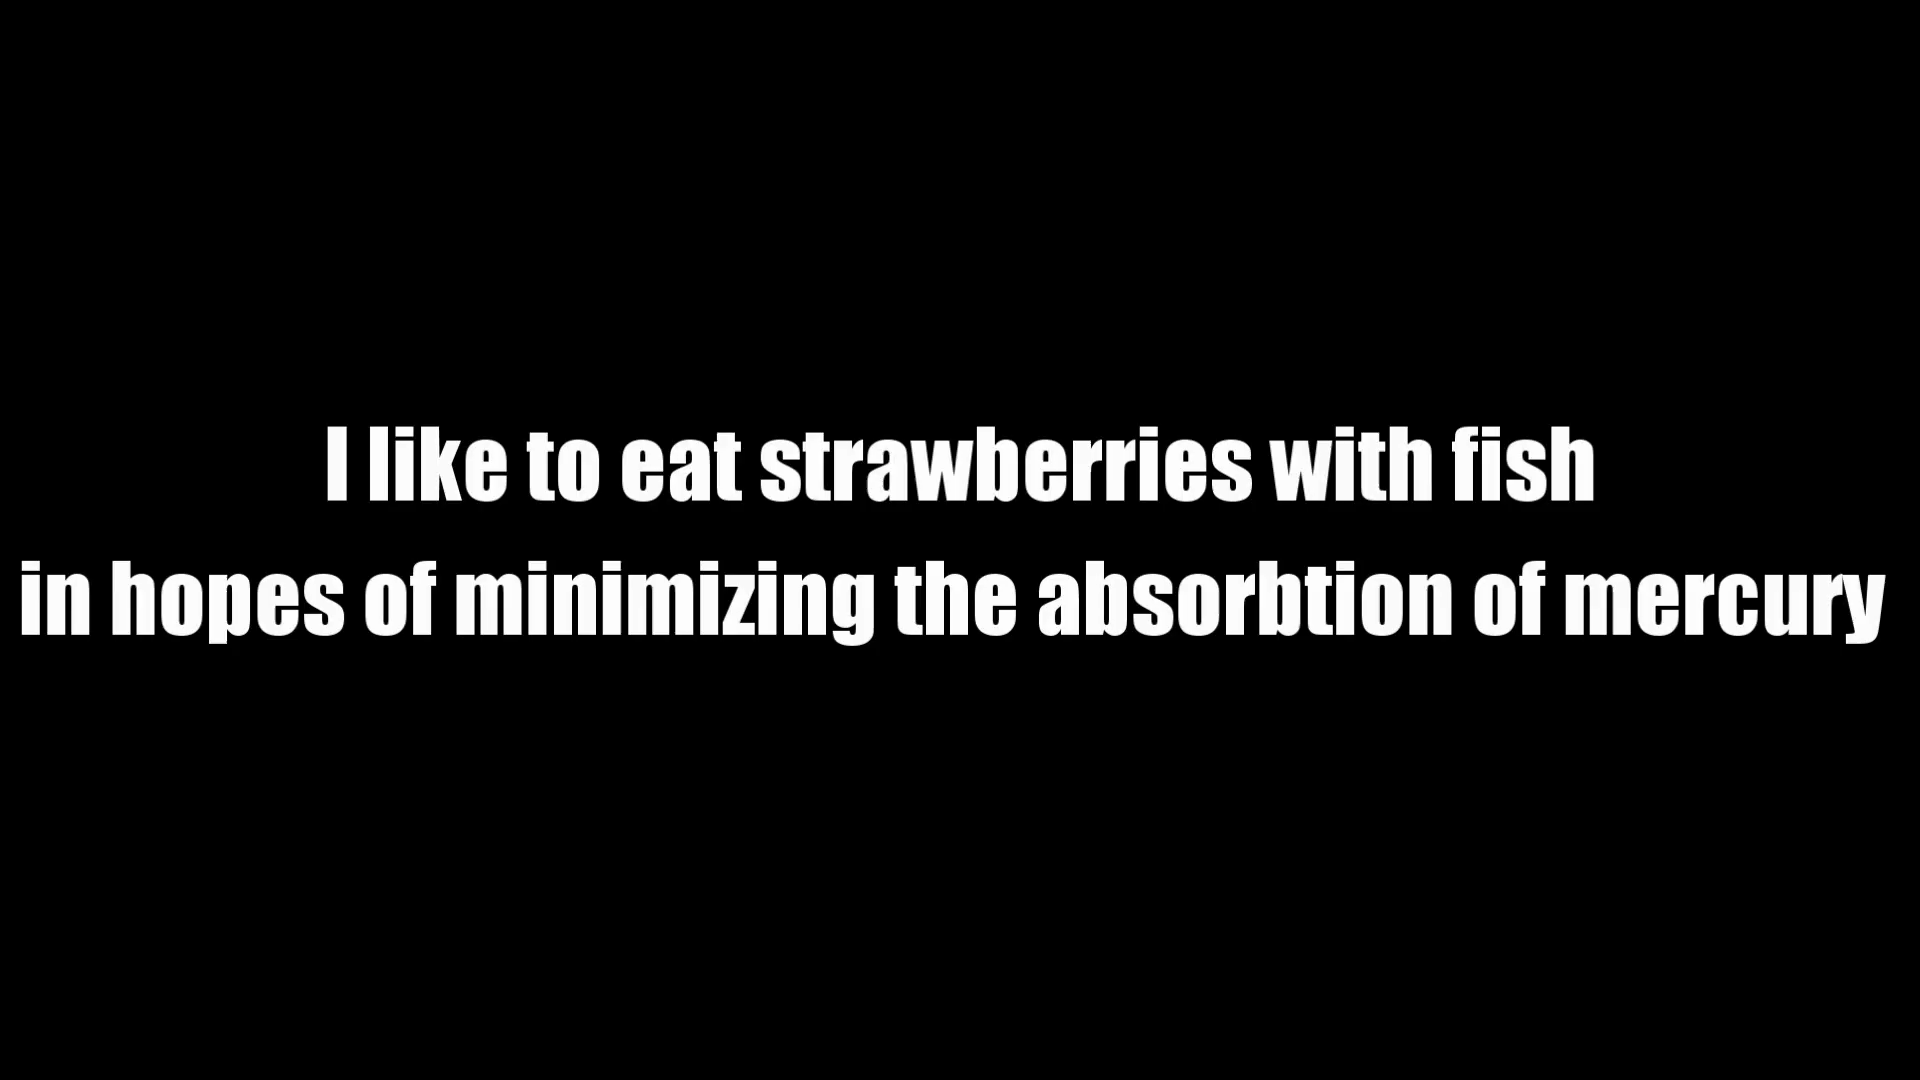 I like to eat strawberries with fish
in hopes of minimizing the absorbtion of mercury